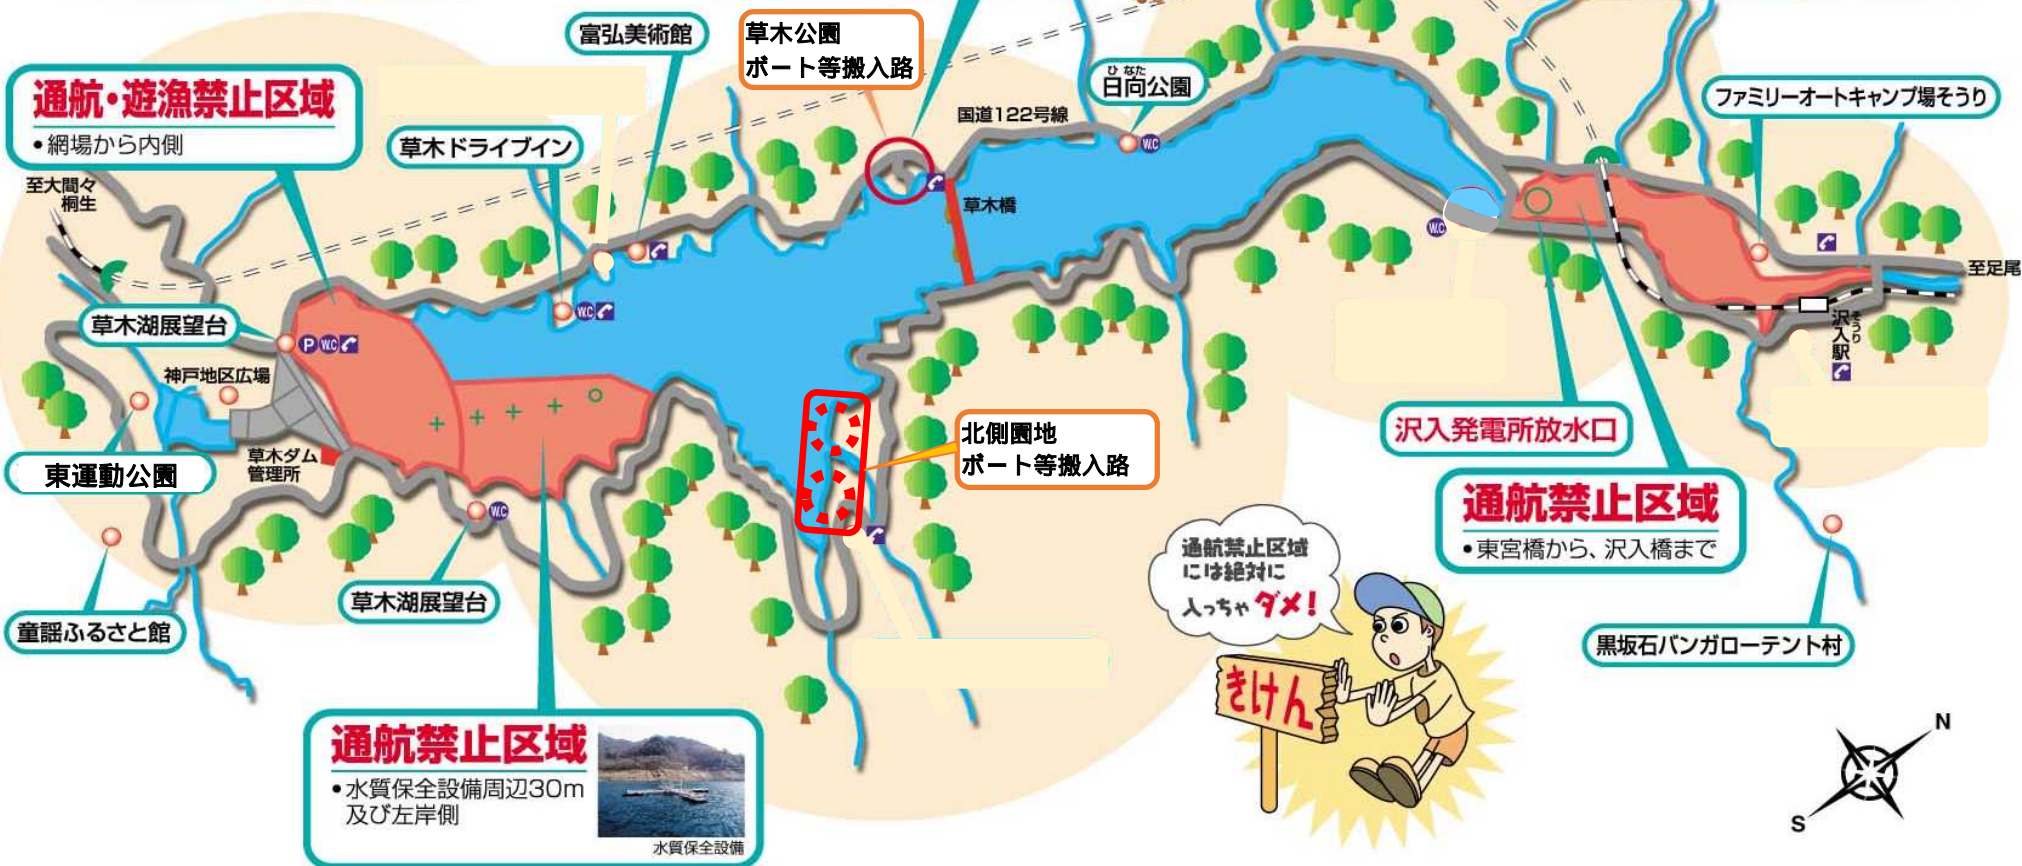 富弘美術館
草木公園
ボート等搬入路
ひなた
日向公園
国道122号線
ファミリーオートキャンプ場そうり
通航・遊漁禁止区域
•網場から内側
草木ドライブイン
至大間々
桐生
草木橋
W.C
W.C
至足尾
草木湖展望台
P
W.C
W.C
沢入駅
そうり
神戸地区広場
沢入発電所放水口
北側園地
ボート等搬入路
草木ダム
管理所
東運動公園
W.C
通航禁止区域
•東宮橋から、沢入橋まで
通航禁止区域
には絶対に
入っちゃダメ!
草木湖展望台
童謡ふるさと館
黒坂石バンガローテント村
きけん
N
S
通航禁止区域
•水質保全設備周辺30m
及び左岸側
水質保全設備